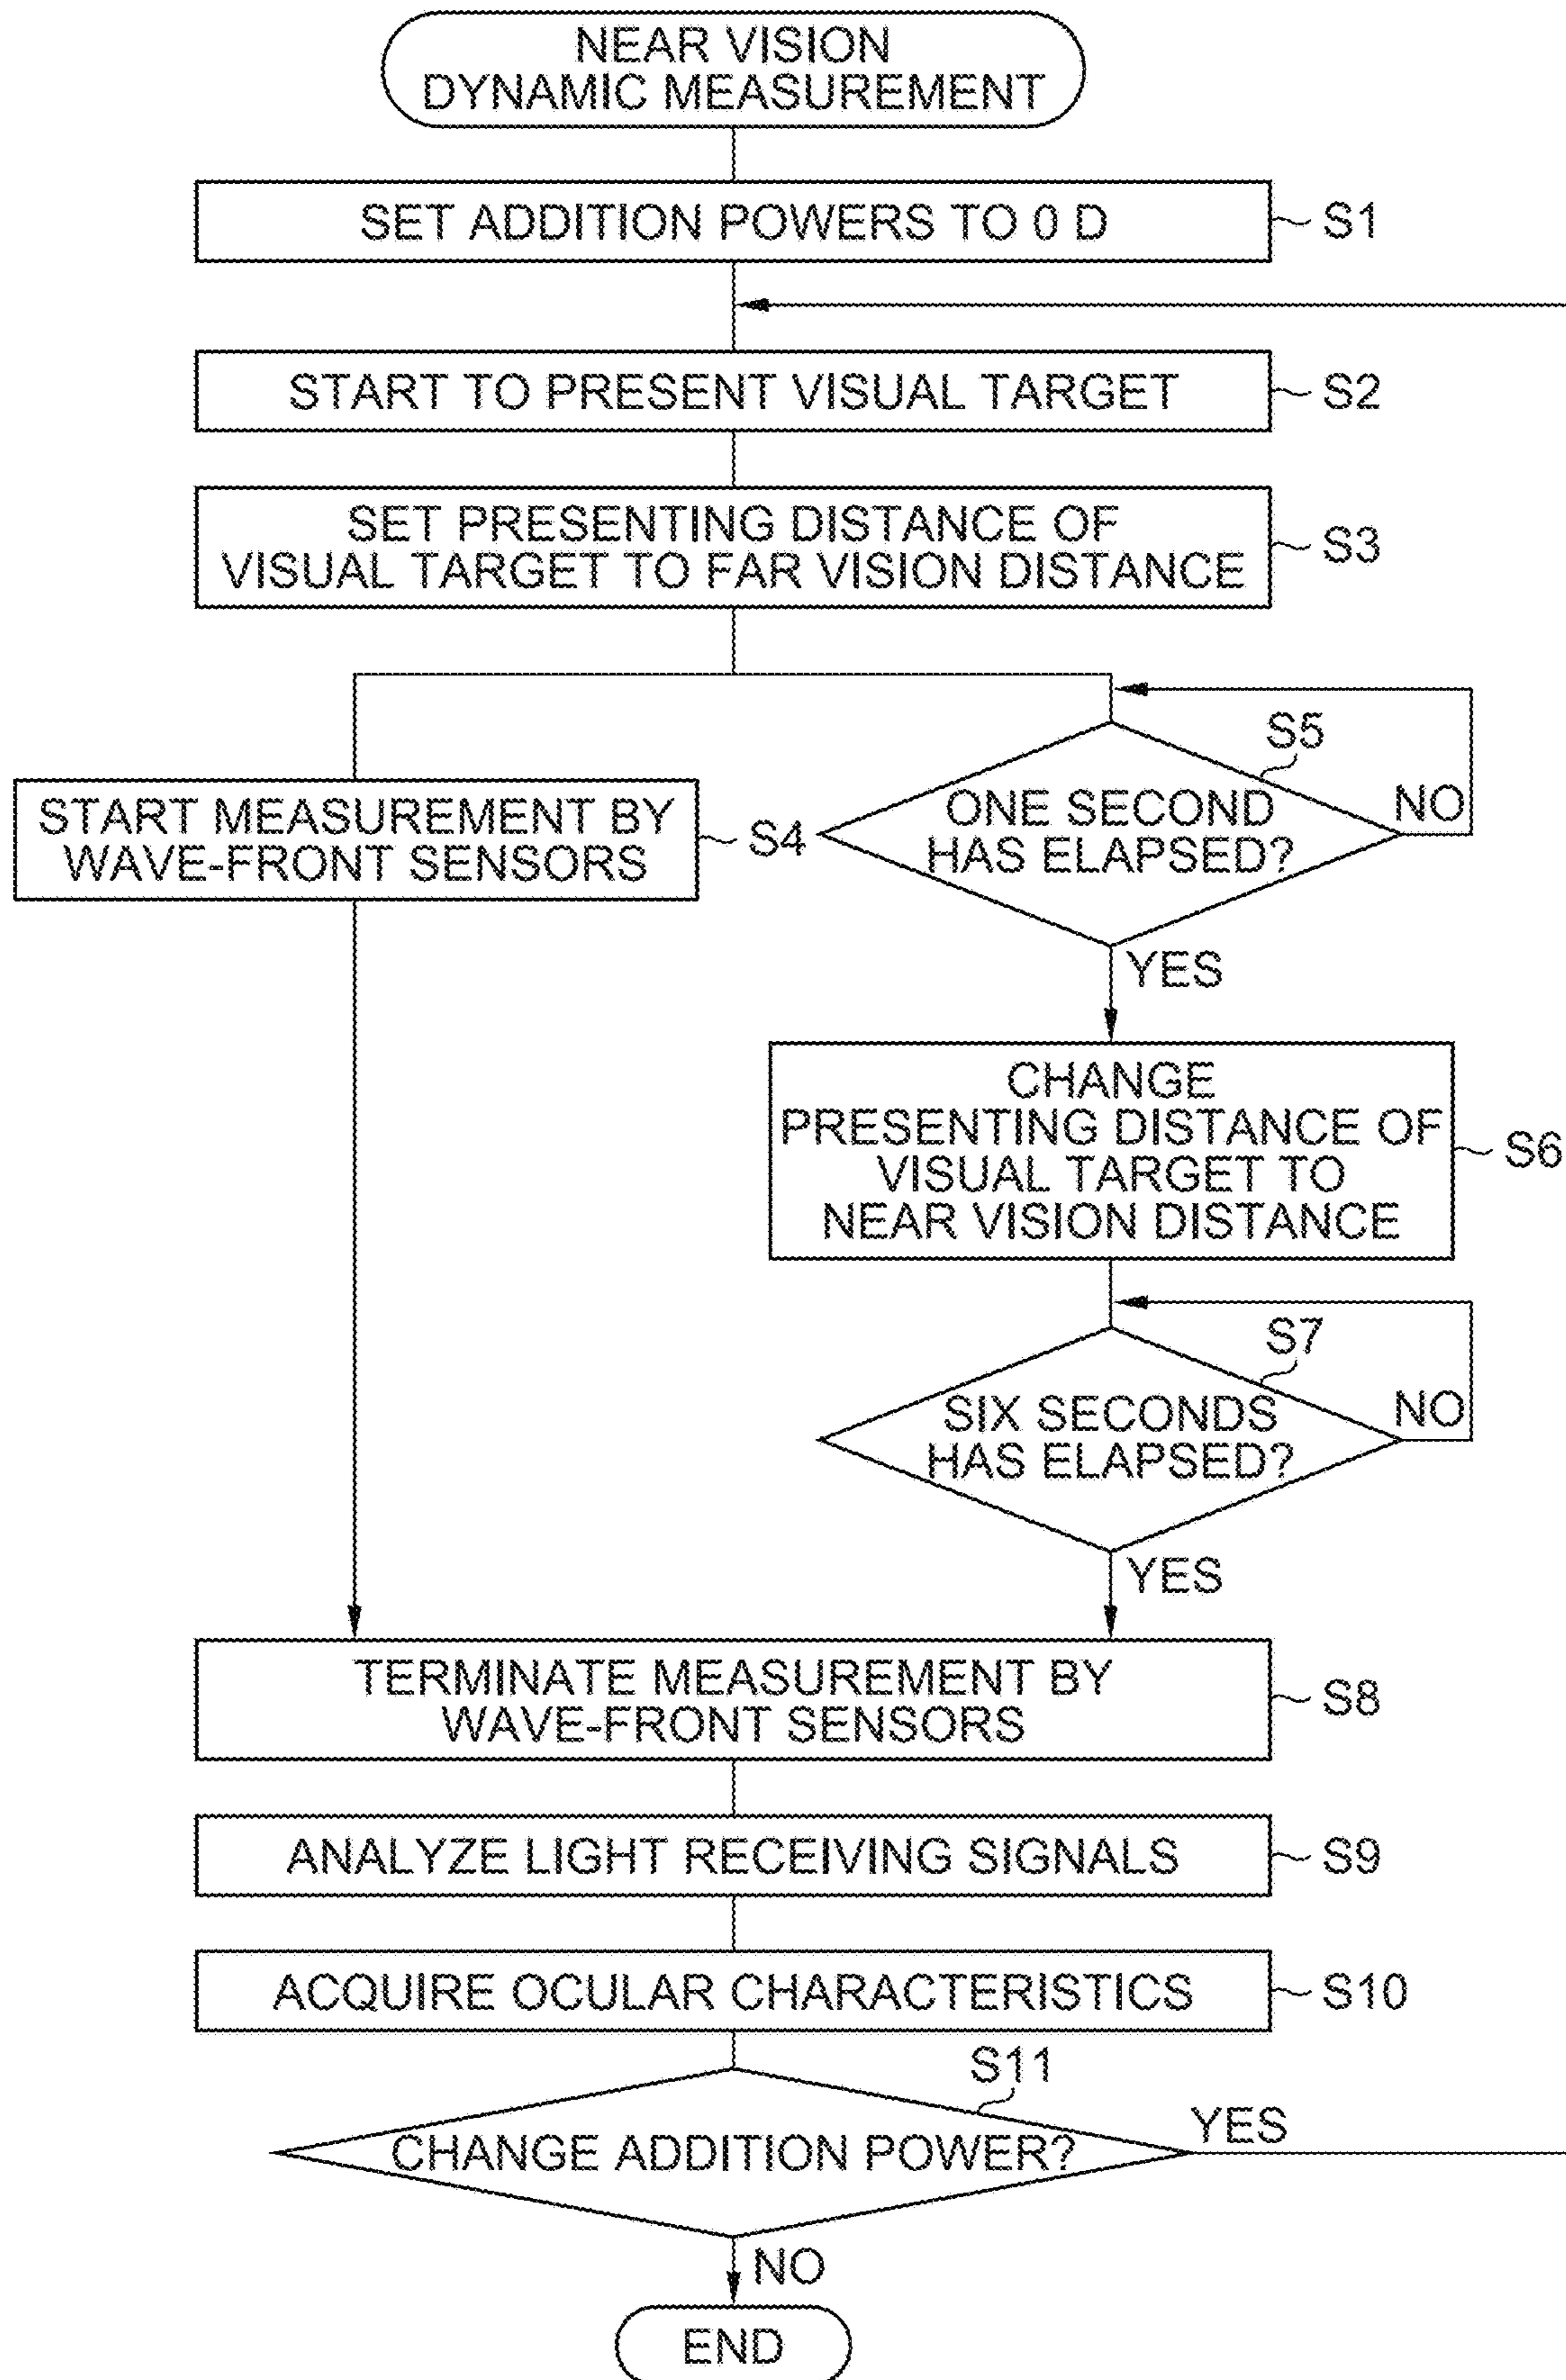 NEAR VISION
DYNAMIC MEASUREMENT
SET ADDITION POWERS TO 0 D
S1
START TO PRESENT VISUAL TARGET
S2
SET PRESENTING DISTANCE OF
VISUAL TARGET TO FAR VISION DISTANCE
S3
START MEASUREMENT BY
WAVE-FRONT SENSORS
S4
S5
ONE SECOND
HAS ELAPSED?
NO
YES
CHANGE
PRESENTING DISTANCE OF
VISUAL TARGET TO
NEAR VISION DISTANCE
S6
S7
SIX SECONDS
HAS ELAPSED?
NO
YES
TERMINATE MEASUREMENT BY
WAVE-FRONT SENSORS
S8
ANALYZE LIGHT RECEIVING SIGNALS
S9
ACQUIRE OCULAR CHARACTERISTICS
S10
S11
CHANGE ADDITION POWER?
YES
NO
END